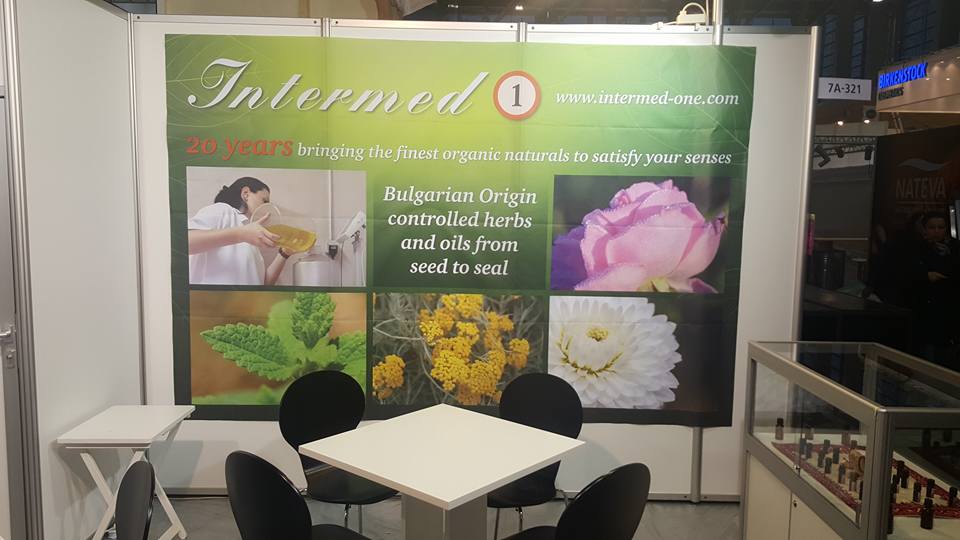 Intermed 1 www.intermed-one.com
20 years bringing the finest organic naturals to satisfy your senses
Bulgarian Origin
controlled herbs
and oils from
seed to seal
7A-321
BIRKENSTOCK
NATEVA